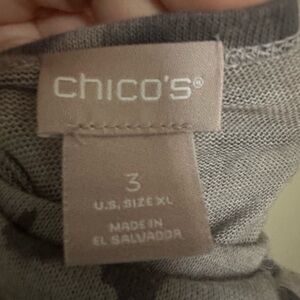 chico's®
3
U.S. SIZE XL
MADE IN
EL SALVADOR